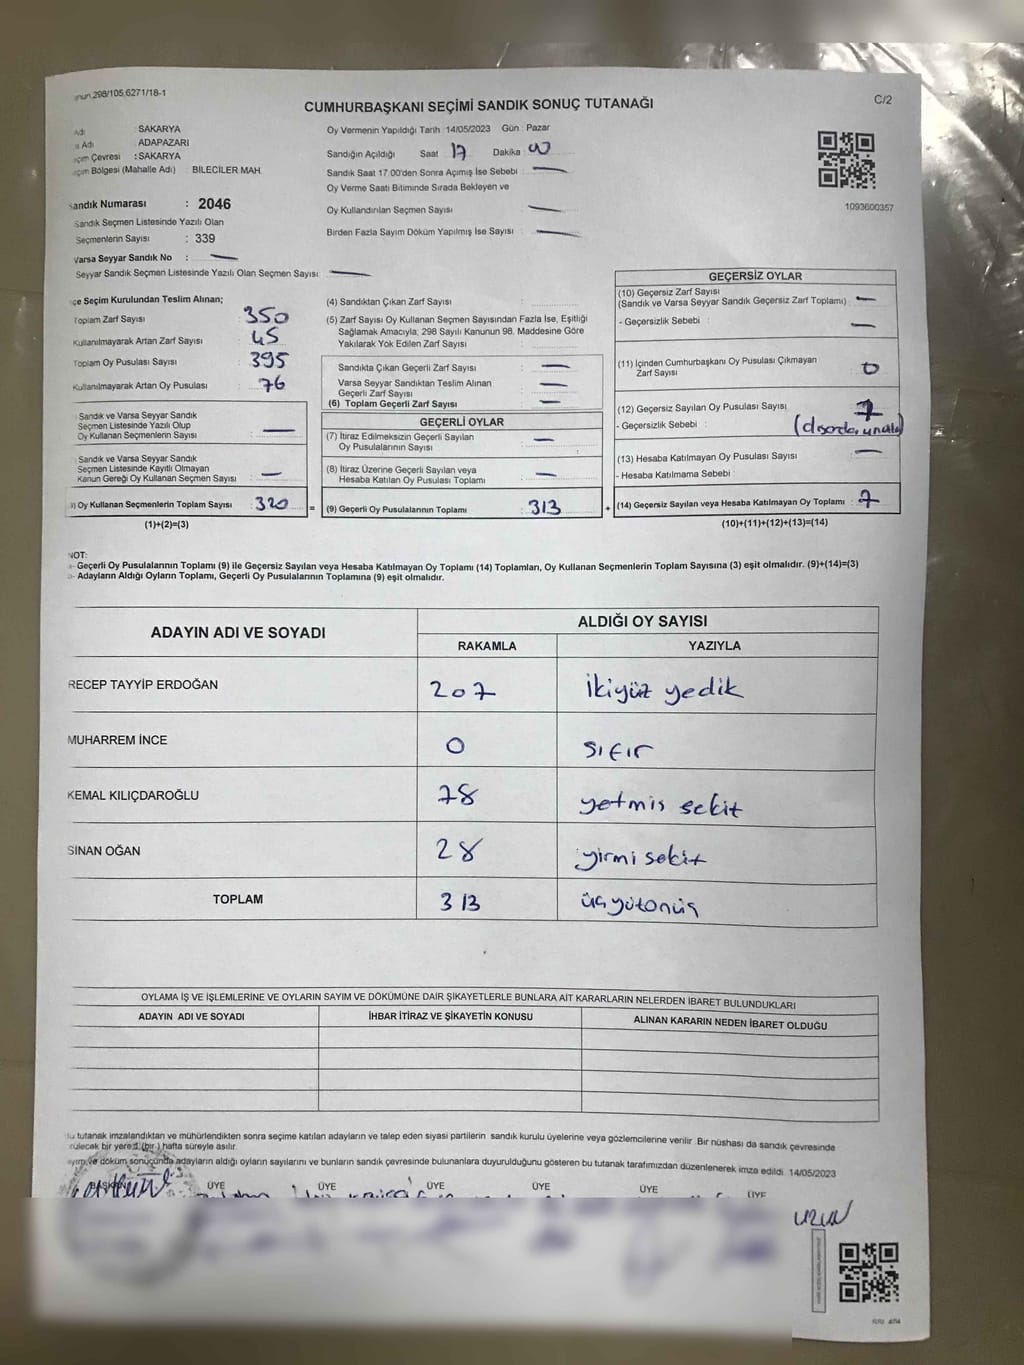 298/105,6271/18-1
CUMHURBAŞKANI SEÇİMİ SANDIK SONUÇ TUTANAĞI
C/2
Adı SAKARYA
Adı : ADAPAZARI
Çevresi : SAKARYA
Bölgesi (Mahalle Adı) : BİLECİLER MAH.
Sandık Numarası : 2046
Sandık Seçmen Listesinde Yazılı Olan
Seçmenlerin Sayısı : 339
Varsa Seyyar Sandık No : —
Seyyar Sandık Seçmen Listesinde Yazılı Olan Seçmen Sayısı: —
Oy Vermenin Yapıldığı Tarih :14/05/2023 Gün : Pazar
Sandığın Açıldığı Saat 17 Dakika
Sandık Saat 17.00'den Sonra Açmış İse Sebebi : —
Oy Verme Saati Bitiminde Sırada Bekleyen ve
Oy Kullandırılan Seçmen Sayısı : —
Birden Fazla Sayım Döküm Yapılmış İse Sayısı : —
1093600357
Seçim Kurulundan Teslim Alınan;
Toplam Zarf Sayısı 350
Kullanılmayarak Artan Zarf Sayısı : 45
Toplam Oy Pusulası Sayısı : 395
Kullanılmayarak Artan Oy Pusulası : 76
Sandık ve Varsa Seyyar Sandık
Seçmen Listesinde Yazılı Olup
Oy Kullanan Seçmenlerin Sayısı : —
Sandık ve Varsa Seyyar Sandık
Seçmen Listesinde Kayıtlı Olmayan
Kanun Gereği Oy Kullanan Seçmen Sayısı : —
Oy Kullanan Seçmenlerin Toplam Sayısı : 320 =
(1)+(2)=(3)
(4) Sandıktan Çıkan Zarf Sayısı :
(5) Zarf Sayısı Oy Kullanan Seçmen Sayısından Fazla İse, Eşitliği
Sağlamak Amacıyla; 298 Sayılı Kanunun 98. Maddesine Göre
Yakılarak Yok Edilen Zarf Sayısı :
Sandıkta Çıkan Geçerli Zarf Sayısı : —
Varsa Seyyar Sandıktan Teslim Alınan
Geçerli Zarf Sayısı : —
(6) Toplam Geçerli Zarf Sayısı : —
GEÇERLİ OYLAR
(7) İtiraz Edilmeksizin Geçerli Sayılan
Oy Pusulalarının Sayısı : —
(8) İtiraz Üzerine Geçerli Sayılan veya
Hesaba Katılan Oy Pusulası Toplamı : —
(9) Geçerli Oy Pusulalarının Toplamı : 313 +
GEÇERSİZ OYLAR
(10) Geçersiz Zarf Sayısı
(Sandık ve Varsa Seyyar Sandık Geçersiz Zarf Toplamı) : —
- Geçersizlik Sebebi : —
(11) İçinden Cumhurbaşkanı Oy Pusulası Çıkmayan
Zarf Sayısı : 0
(12) Geçersiz Sayılan Oy Pusulası Sayısı : 7
- Geçersizlik Sebebi :
(13) Hesaba Katılmayan Oy Pusulası Sayısı : —
- Hesaba Katılmama Sebebi :
(14) Geçersiz Sayılan veya Hesaba Katılmayan Oy Toplamı : 7
(10)+(11)+(12)+(13)=(14)
NOT:
- Geçerli Oy Pusulalarının Toplamı (9) ile Geçersiz Sayılan veya Hesaba Katılmayan Oy Toplamı (14) Toplamları, Oy Kullanan Seçmenlerin Toplam Sayısına (3) eşit olmalıdır. (9)+(14)=(3)
- Adayların Aldığı Oyların Toplamı, Geçerli Oy Pusulalarının Toplamına (9) eşit olmalıdır.
ADAYIN ADI VE SOYADI
ALDIĞI OY SAYISI
RAKAMLA YAZIYLA
RECEP TAYYİP ERDOĞAN 207 ikiyüz yedik
MUHARREM İNCE 0 sıfır
KEMAL KILIÇDAROĞLU 78 yetmis sekit
SİNAN OĞAN 28 yirmi sekit
TOPLAM 313 üçyütonüş
OYLAMA İŞ VE İŞLEMLERİNE VE OYLARIN SAYIM VE DÖKÜMÜNE DAİR ŞİKAYETLERLE BUNLARA AİT KARARLARIN NELERDEN İBARET BULUNDUKLARI
ADAYIN ADI VE SOYADI İHBAR İTİRAZ VE ŞİKAYETİN KONUSU ALINAN KARARIN NEDEN İBARET OLDUĞU
tutanak imzalandıktan ve mühürlendikten sonra seçime katılan adayların ve talep eden siyasi partilerin sandık kurulu üyelerine veya gözlemcilerine verilir. Bir nüshası da sandık çevresinde
bir yere 1 (bir) hafta süreyle asılır.
ve döküm sonucunda adayların aldığı oyların sayılarını ve bunların sandık çevresinde bulunanlara duyurulduğunu gösteren bu tutanak tarafımızdan düzenlenerek imza edildi. 14/05/2023
ÜYE ÜYE ÜYE ÜYE ÜYE ÜYE
UZUN